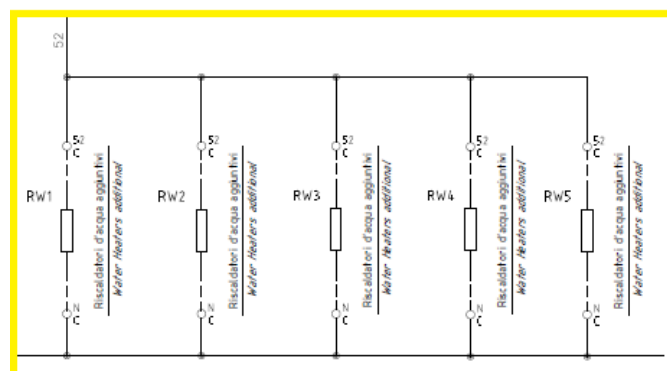 52
52
C
RW1
Riscaldatori d'acqua aggiuntivi
Water Heaters additional
N
C
52
C
RW2
Riscaldatori d'acqua aggiuntivi
Water Heaters additional
N
C
52
C
RW3
Riscaldatori d'acqua aggiuntivi
Water Heaters additional
N
C
52
C
RW4
Riscaldatori d'acqua aggiuntivi
Water Heaters additional
N
C
52
C
RW5
Riscaldatori d'acqua aggiuntivi
Water Heaters additional
N
C